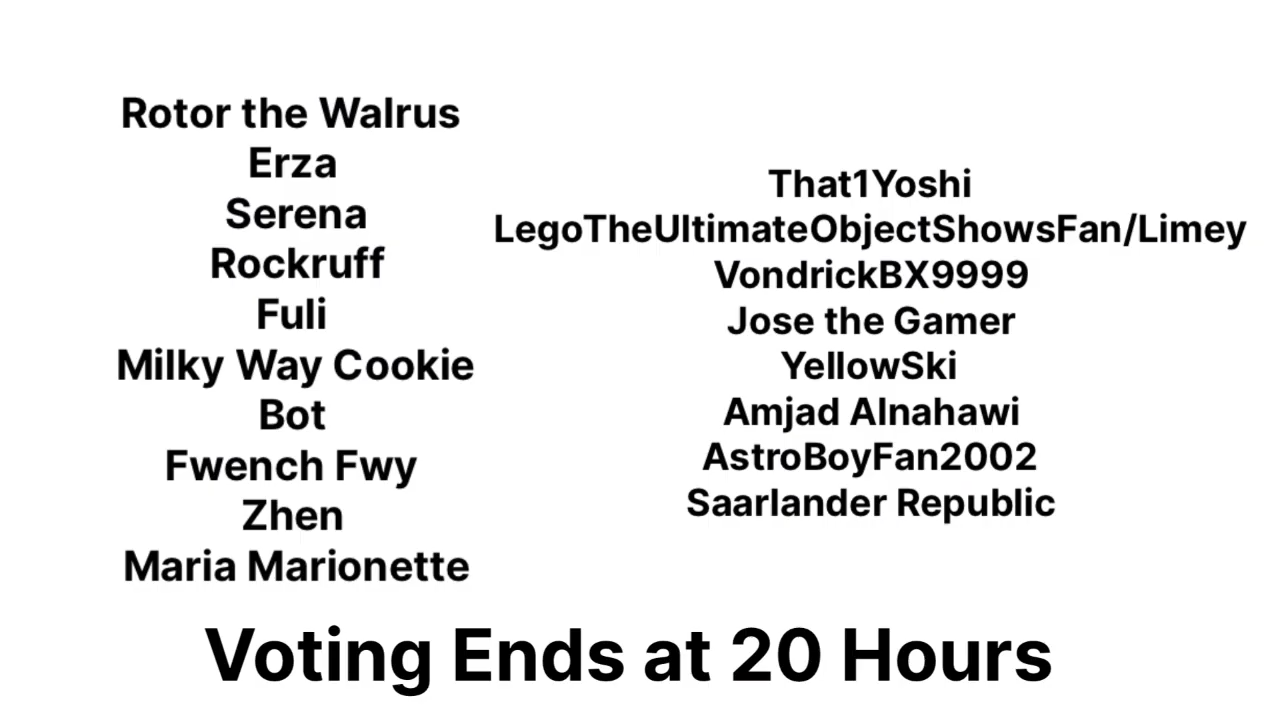 Rotor the Walrus
Erza
Serena
Rockruff
Fuli
Milky Way Cookie
Bot
Fwench Fwy
Zhen
Maria Marionette
That1Yoshi
LegoTheUltimateObjectShowsFan/Limey
VondrickBX9999
Jose the Gamer
YellowSki
Amjad Alnahawi
AstroBoyFan2002
Saarlander Republic
Voting Ends at 20 Hours